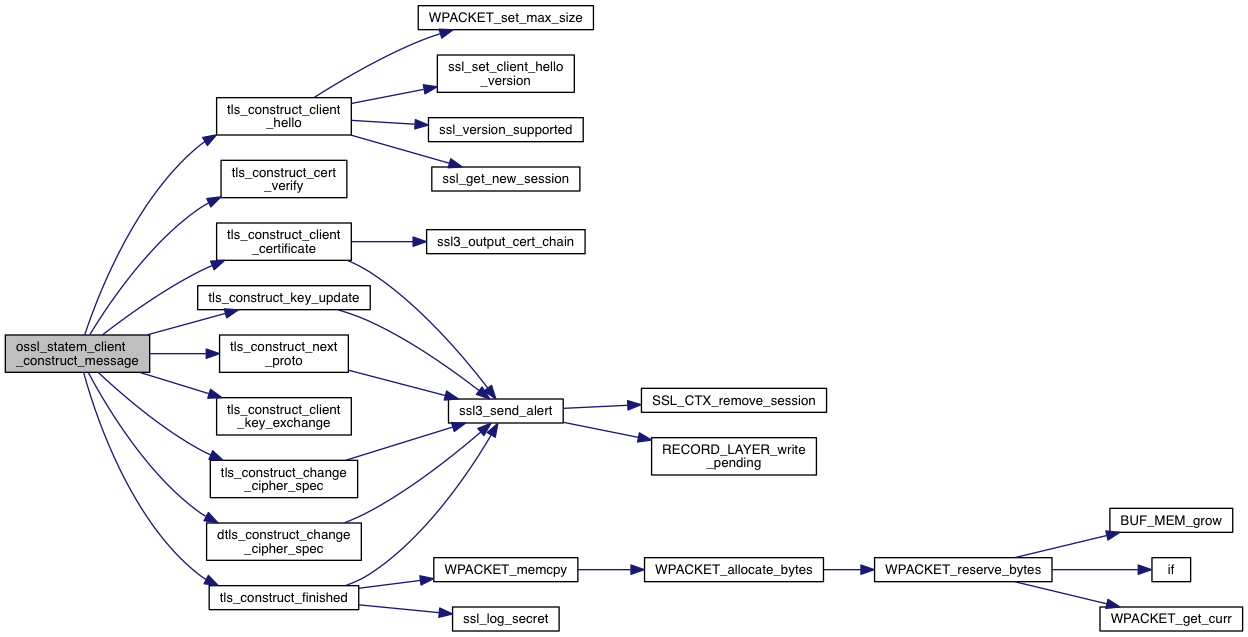 WPACKET_set_max_size
ssl_set_client_hello
_version
tls_construct_client
_hello
ssl_version_supported
ssl_get_new_session
tls_construct_cert
_verify
tls_construct_client
_certificate
ssl3_output_cert_chain
tls_construct_key_update
ossl_statem_client
_construct_message
tls_construct_next
_proto
tls_construct_client
_key_exchange
ssl3_send_alert
SSL_CTX_remove_session
RECORD_LAYER_write
_pending
tls_construct_change
_cipher_spec
dtls_construct_change
_cipher_spec
tls_construct_finished
WPACKET_memcpy
WPACKET_allocate_bytes
WPACKET_reserve_bytes
BUF_MEM_grow
if
WPACKET_get_curr
ssl_log_secret